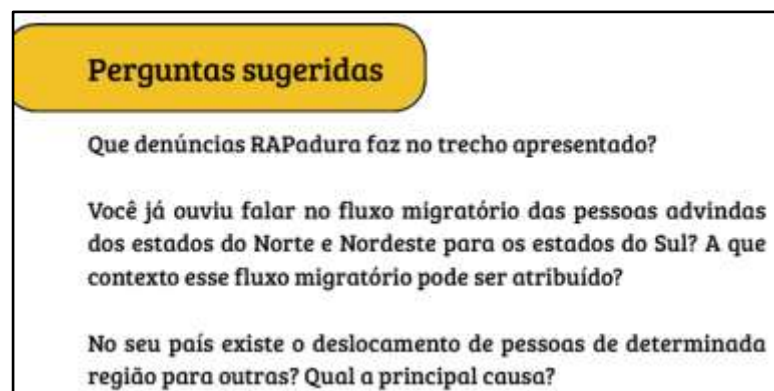 Perguntas sugeridas
Que denúncias RAPadura faz no trecho apresentado?
Você já ouviu falar no fluxo migratório das pessoas advindas
dos estados do Norte e Nordeste para os estados do Sul? A que
contexto esse fluxo migratório pode ser atribuído?
No seu país existe o deslocamento de pessoas de determinada
região para outras? Qual a principal causa?